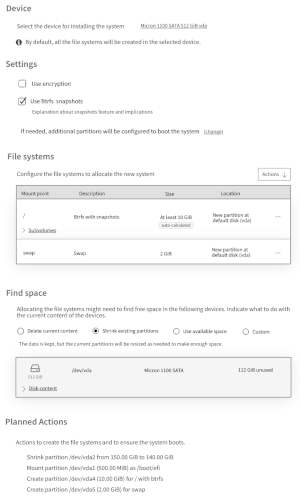 Device
Select the device for installing the system Micron 1100 SATA 512 GiB vda
By default, all the file systems will be created in the selected device.
Settings
Use encryption
Use Btrfs snapshots
Explanation about snapshots feature and implications
If needed, additional partitions will be configured to boot the system (change)
File systems
Configure the file systems to allocate the new system Actions ↓
Mount point Description Size Location
/ Btrfs with snapshots At least 10 GiB New partition at
auto-calculated default disk (vda) ...
> Subvolumes
swap Swap 2 GiB New partition at
default disk (vda) ...
Find space
Allocating the file systems might need to find free space in the following devices. Indicate what to do with
the current content of the devices.
Delete current content Shrink existing partitions Use available space Custom
The data is kept, but the current partitions will be resized as needed to make enough space.
/dev/vda Micron 1100 SATA 112 GiB unused
512 GiB
> Disk content
Planned Actions
Actions to create the file systems and to ensure the system boots.
Shrink partition /dev/vda2 from 150.00 GiB to 140.00 GiB
Mount partition /dev/vda1 (500.00 MiB) as /boot/efi
Create partition /dev/vda4 (10.00 GiB) for / with btrfs
Create partition /dev/vda5 (2.00 GiB) for swap